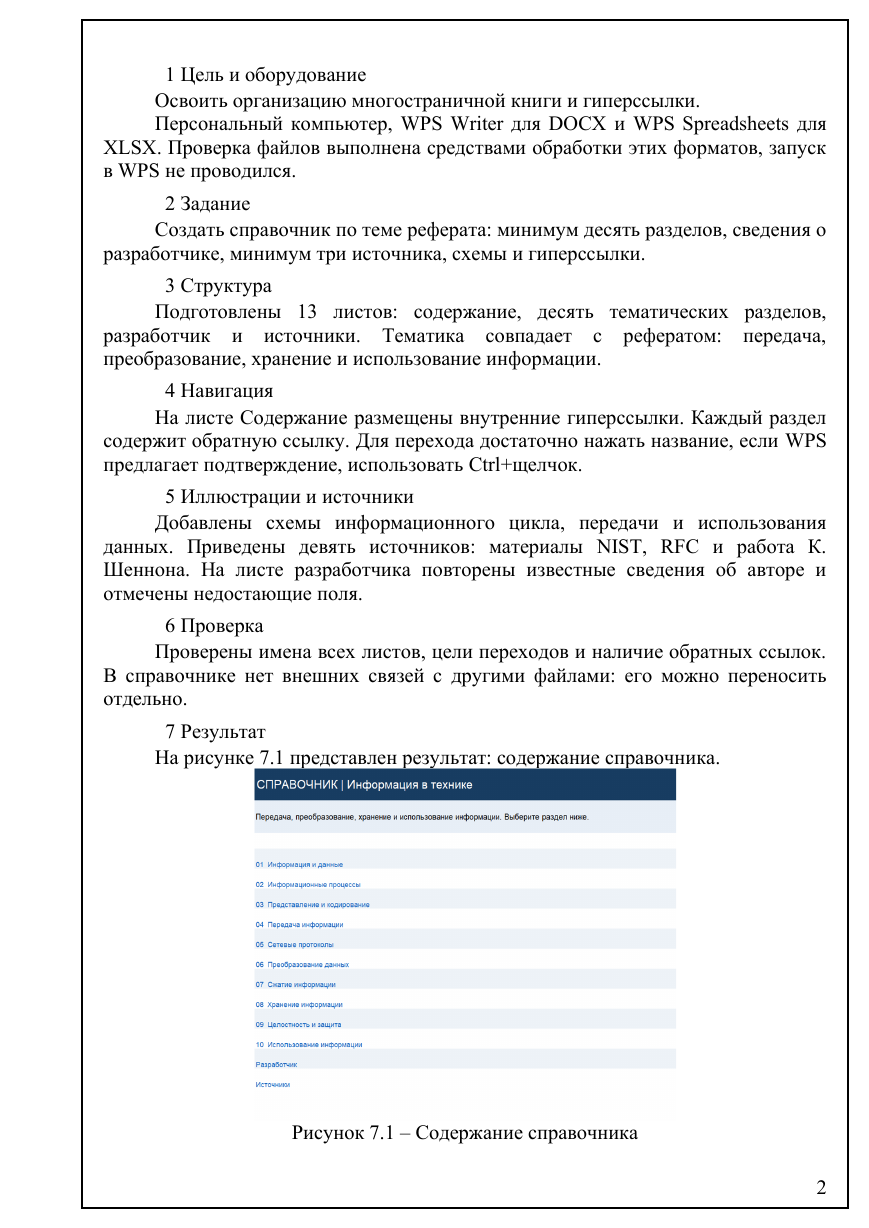 1 Цель и оборудование
Освоить организацию многостраничной книги и гиперссылки.
Персональный компьютер, WPS Writer для DOCX и WPS Spreadsheets для
XLSX. Проверка файлов выполнена средствами обработки этих форматов, запуск
в WPS не проводился.
2 Задание
Создать справочник по теме реферата: минимум десять разделов, сведения о
разработчике, минимум три источника, схемы и гиперссылки.
3 Структура
Подготовлены 13 листов: содержание, десять тематических разделов,
разработчик и источники. Тематика совпадает с рефератом: передача,
преобразование, хранение и использование информации.
4 Навигация
На листе Содержание размещены внутренние гиперссылки. Каждый раздел
содержит обратную ссылку. Для перехода достаточно нажать название, если WPS
предлагает подтверждение, использовать Ctrl+щелчок.
5 Иллюстрации и источники
Добавлены схемы информационного цикла, передачи и использования
данных. Приведены девять источников: материалы NIST, RFC и работа К.
Шеннона. На листе разработчика повторены известные сведения об авторе и
отмечены недостающие поля.
6 Проверка
Проверены имена всех листов, цели переходов и наличие обратных ссылок.
В справочнике нет внешних связей с другими файлами: его можно переносить
отдельно.
7 Результат
На рисунке 7.1 представлен результат: содержание справочника.
СПРАВОЧНИК | Информация в технике
Передача, преобразование, хранение и использование информации. Выберите раздел ниже.
01 Информация и данные
02 Информационные процессы
03 Представление и кодирование
04 Передача информации
05 Сетевые протоколы
06 Преобразование данных
07 Сжатие информации
08 Хранение информации
09 Целостность и защита
10 Использование информации
Разработчик
Источники
Рисунок 7.1 – Содержание справочника
2